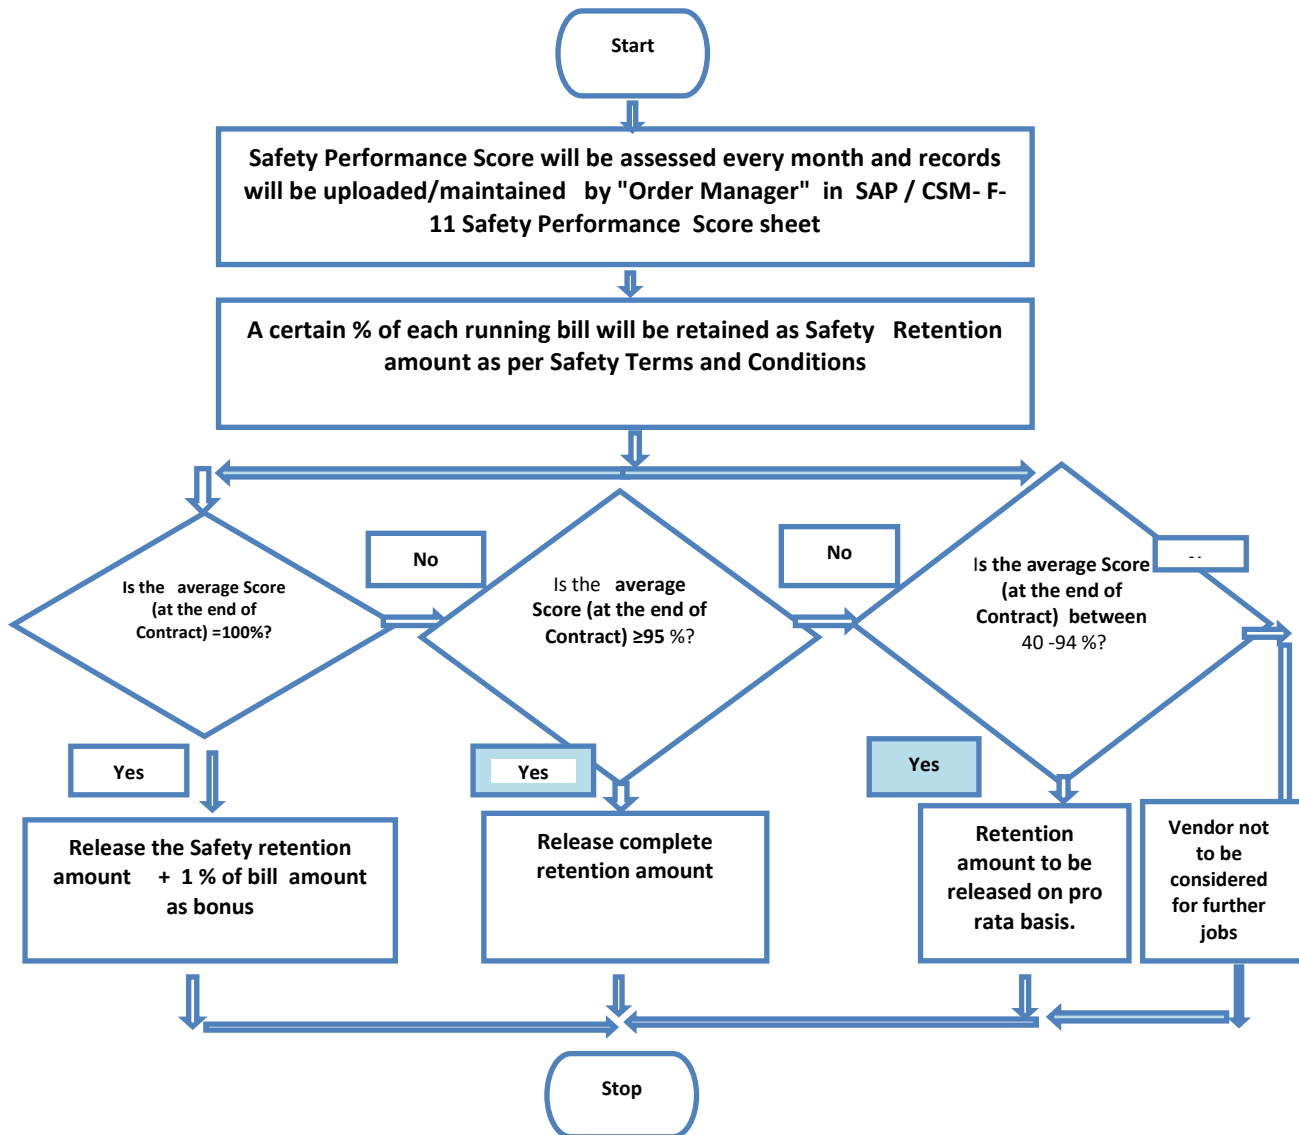 Start
Safety Performance Score will be assessed every month and records
will be uploaded/maintained by "Order Manager" in SAP / CSM- F-
11 Safety Performance Score sheet
A certain % of each running bill will be retained as Safety Retention
amount as per Safety Terms and Conditions
Is the average Score
(at the end of
Contract) =100%?
No
Is the average
Score (at the end of
Contract) ≥95 %?
No
Is the average Score
(at the end of
Contract) between
40 -94 %?
Yes
Yes
Yes
Release the Safety retention
amount + 1 % of bill amount
as bonus
Release complete
retention amount
Retention
amount to be
released on pro
rata basis.
Vendor not
to be
considered
for further
jobs
Stop